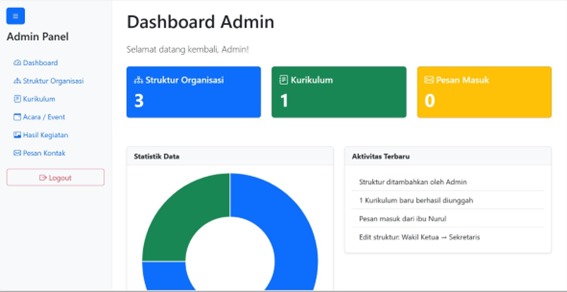 Admin Panel
Dashboard
Struktur Organisasi
Kurikulum
Acara / Event
Hasil Kegiatan
Pesan Kontak
Logout
Dashboard Admin
Selamat datang kembali, Admin!
Struktur Organisasi
3
Kurikulum
1
Pesan Masuk
0
Statistik Data
Aktivitas Terbaru
Struktur ditambahkan oleh Admin
1 Kurikulum baru berhasil diunggah
Pesan masuk dari ibu Nurul
Edit struktur: Wakil Ketua → Sekretaris